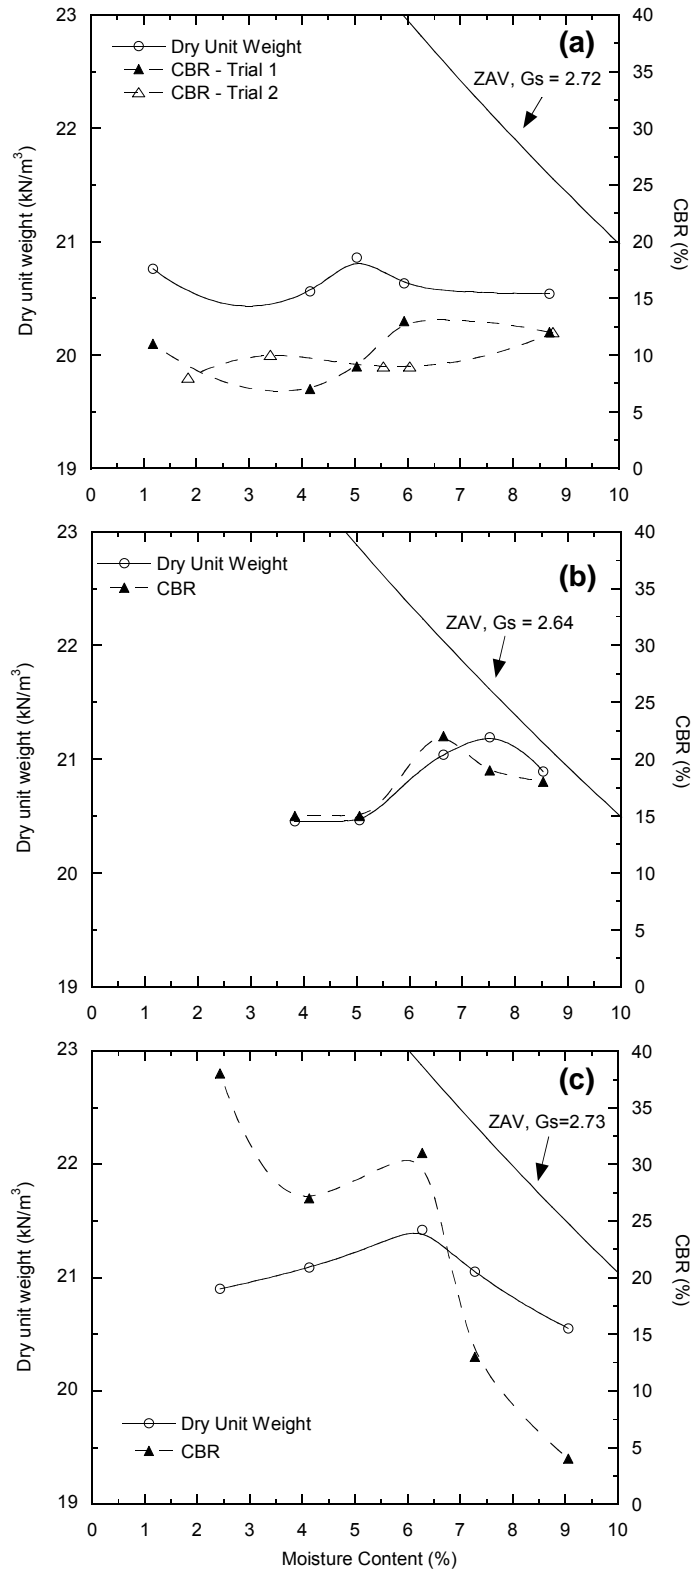 23
40
(a)
Dry Unit Weight
CBR - Trial 1
CBR - Trial 2
ZAV, Gs = 2.72
35
22
30
25
Dry unit weight (kN/m³)
CBR (%)
21
20
15
20
10
5
19
0
0 1 2 3 4 5 6 7 8 9 10
23
40
(b)
Dry Unit Weight
CBR
35
ZAV, Gs = 2.64
22
30
25
Dry unit weight (kN/m³)
CBR (%)
21
20
15
20
10
5
19
0
0 1 2 3 4 5 6 7 8 9 10
23
40
(c)
35
ZAV, Gs=2.73
22
30
25
Dry unit weight (kN/m³)
CBR (%)
21
20
15
20
10
Dry Unit Weight
CBR
5
19
0
0 1 2 3 4 5 6 7 8 9 10
Moisture Content (%)